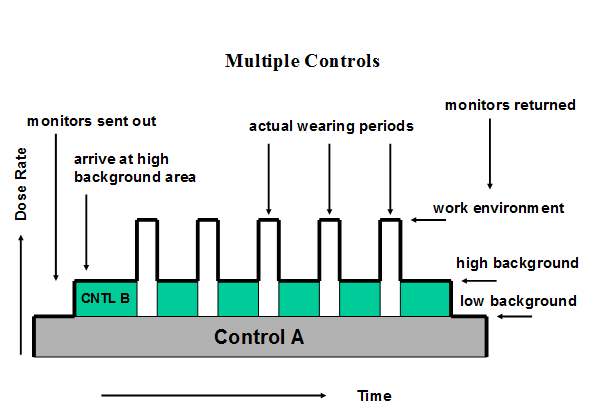 Multiple Controls
monitors returned
monitors sent out
actual wearing periods
arrive at high
background area
Dose Rate
work environment
high background
CNTL B
low background
Control A
Time